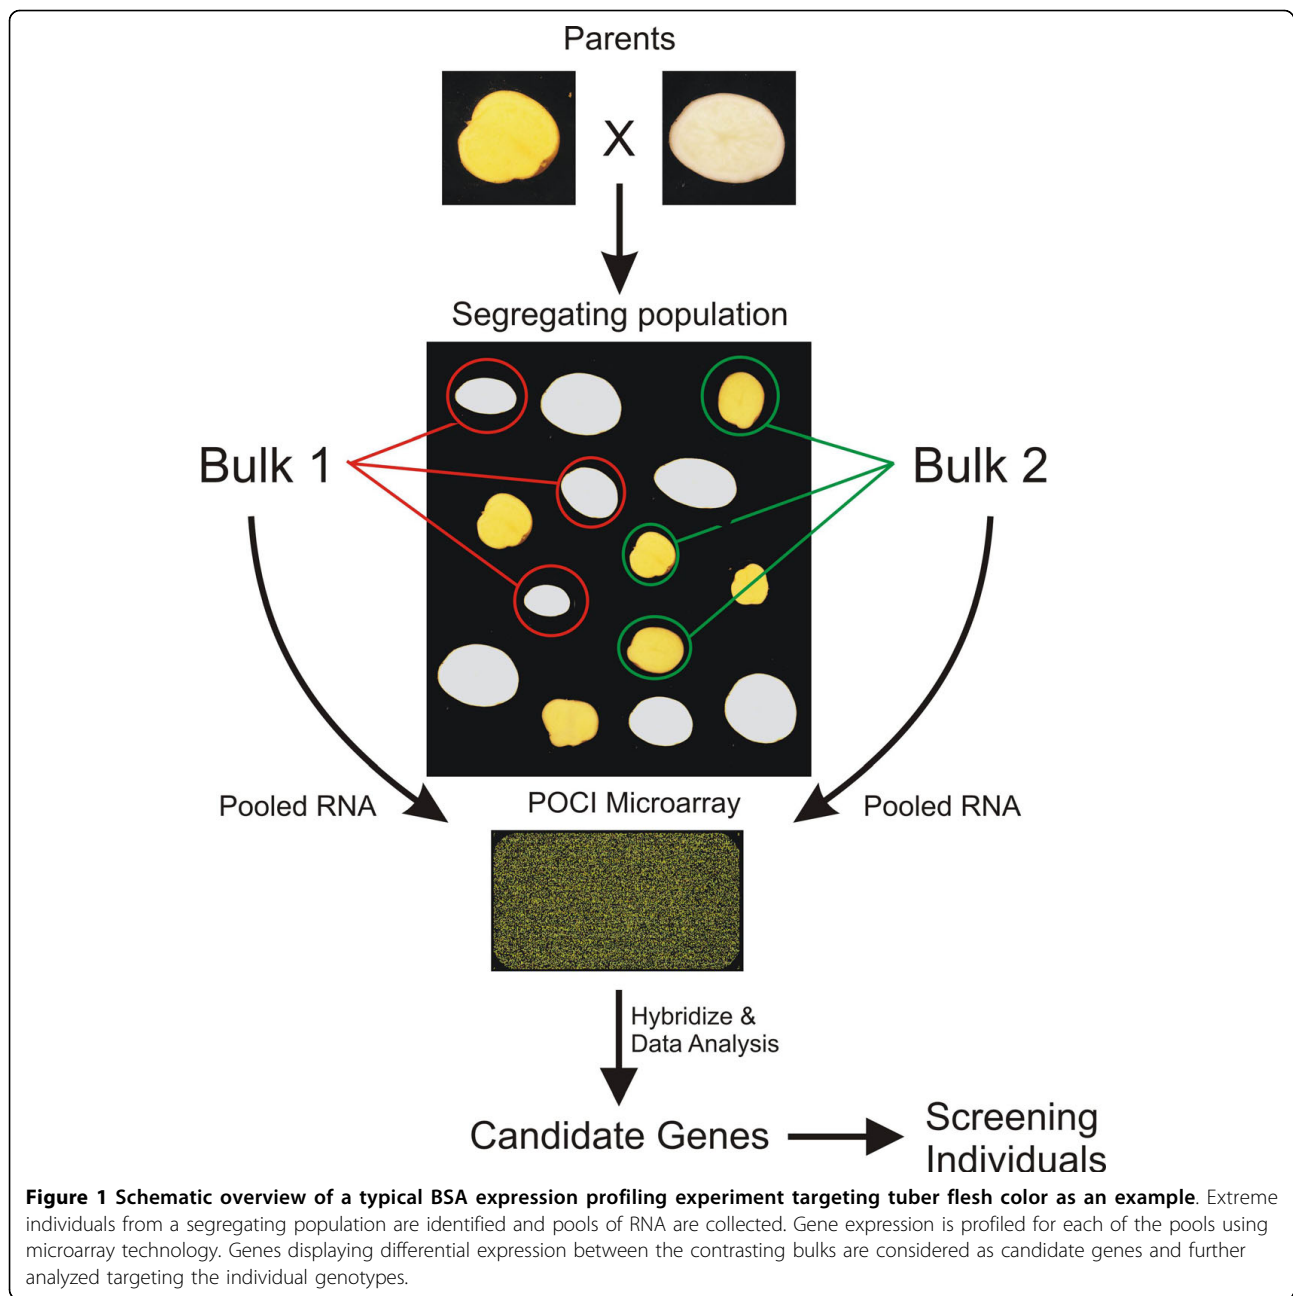 Parents
X
Segregating population
Bulk 1
Bulk 2
Pooled RNA
POCI Microarray
Pooled RNA
Hybridize &
Data Analysis
Candidate Genes
Screening
Individuals
Figure 1 Schematic overview of a typical BSA expression profiling experiment targeting tuber flesh color as an example. Extreme
individuals from a segregating population are identified and pools of RNA are collected. Gene expression is profiled for each of the pools using
microarray technology. Genes displaying differential expression between the contrasting bulks are considered as candidate genes and further
analyzed targeting the individual genotypes.